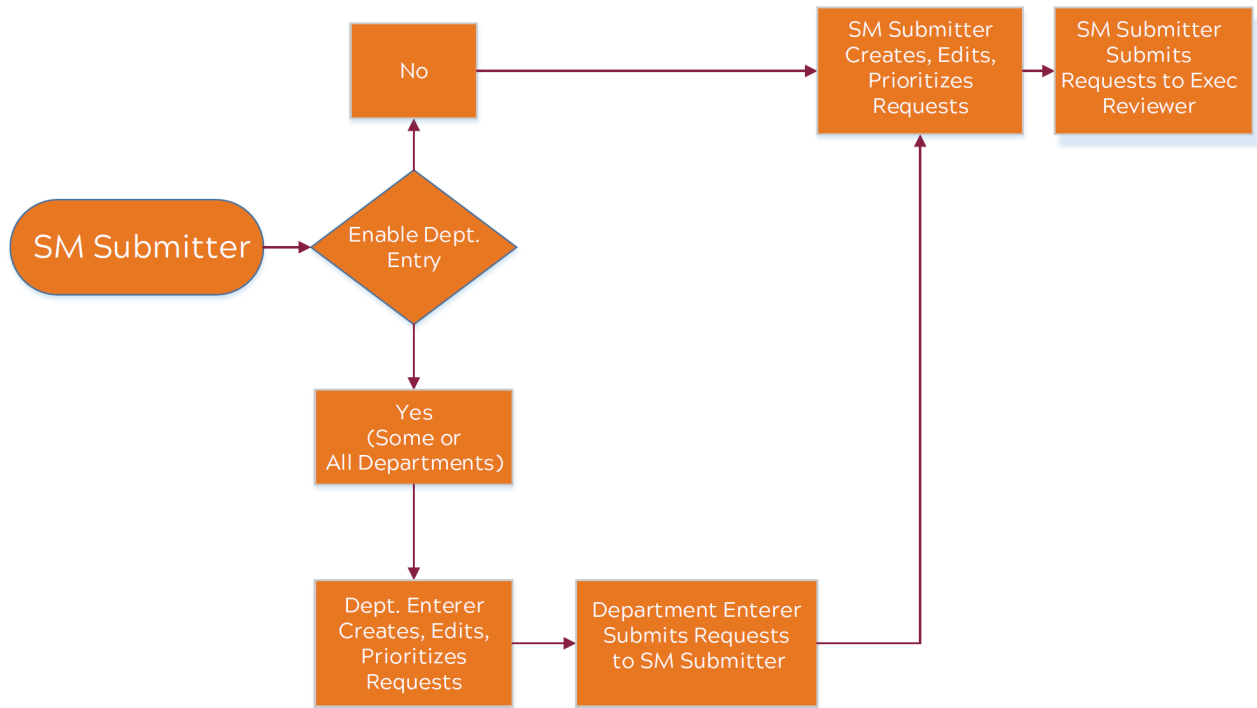 No
SM Submitter
Creates, Edits,
Prioritizes
Requests
SM Submitter
Submits
Requests to Exec
Reviewer
SM Submitter
Enable Dept.
Entry
Yes
(Some or
All Departments)
Dept. Enterer
Creates, Edits,
Prioritizes
Requests
Department Enterer
Submits Requests
to SM Submitter